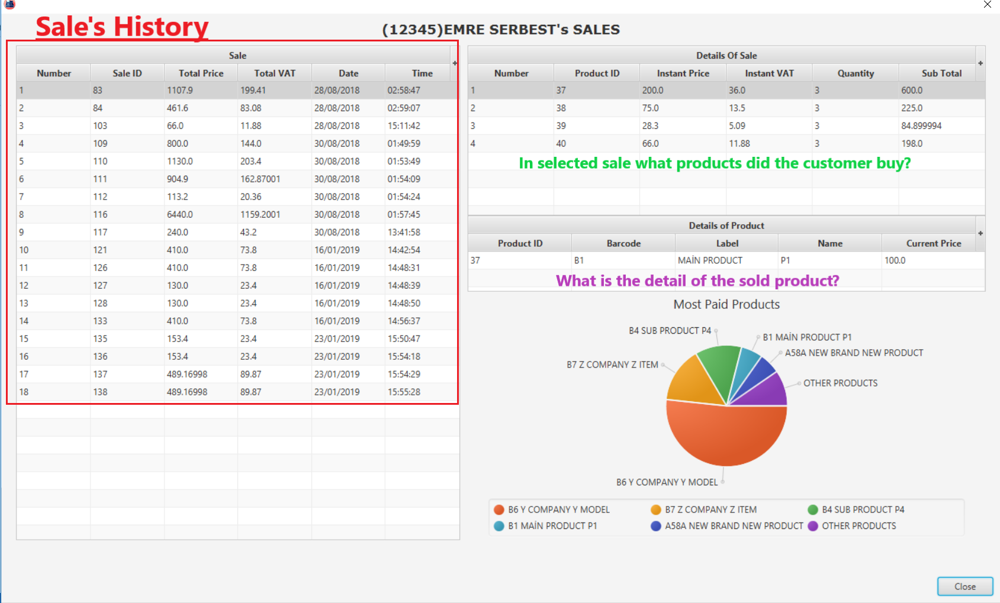 Sale's History
(12345)EMRE SERBEST's SALES
Sale
+
Number Sale ID Total Price Total VAT Date Time
1 83 1107.9 199.41 28/08/2018 02:58:47
2 84 461.6 83.08 28/08/2018 02:59:07
3 103 66.0 11.88 28/08/2018 15:11:42
4 109 800.0 144.0 30/08/2018 01:49:59
5 110 1130.0 203.4 30/08/2018 01:53:49
6 111 904.9 162.87001 30/08/2018 01:54:09
7 112 113.2 20.36 30/08/2018 01:54:24
8 116 6440.0 1159.2001 30/08/2018 01:57:45
9 117 240.0 43.2 30/08/2018 13:41:58
10 121 410.0 73.8 16/01/2019 14:42:54
11 126 410.0 73.8 16/01/2019 14:48:31
12 127 130.0 23.4 16/01/2019 14:48:39
13 128 130.0 23.4 16/01/2019 14:48:50
14 133 410.0 73.8 16/01/2019 14:56:37
15 135 153.4 23.4 23/01/2019 15:50:47
16 136 153.4 23.4 23/01/2019 15:54:18
17 137 489.16998 89.87 23/01/2019 15:54:29
18 138 489.16998 89.87 23/01/2019 15:55:28
Details Of Sale
+
Number Product ID Instant Price Instant VAT Quantity Sub Total
1 37 200.0 36.0 3 600.0
2 38 75.0 13.5 3 225.0
3 39 28.3 5.09 3 84.899994
4 40 66.0 11.88 3 198.0
In selected sale what products did the customer buy?
Details of Product
+
Product ID Barcode Label Name Current Price
37 B1 MAİN PRODUCT P1 100.0
What is the detail of the sold product?
Most Paid Products
B4 SUB PRODUCT P4
B1 MAİN PRODUCT P1
A58A NEW BRAND NEW PRODUCT
B7 Z COMPANY Z ITEM
OTHER PRODUCTS
B6 Y COMPANY Y MODEL
B6 Y COMPANY Y MODEL B7 Z COMPANY Z ITEM B4 SUB PRODUCT P4
B1 MAİN PRODUCT P1 A58A NEW BRAND NEW PRODUCT OTHER PRODUCTS
Close